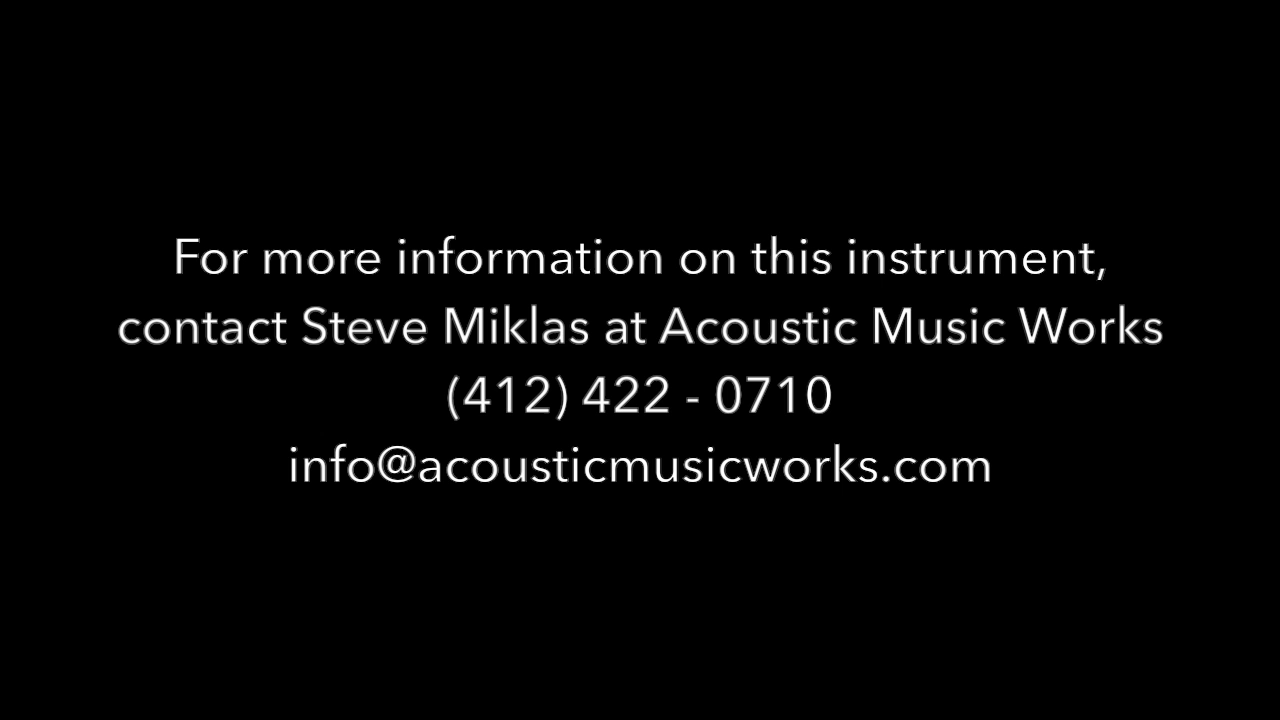 For more information on this instrument,
contact Steve Miklas at Acoustic Music Works
(412) 422 - 0710
info@acousticmusicworks.com